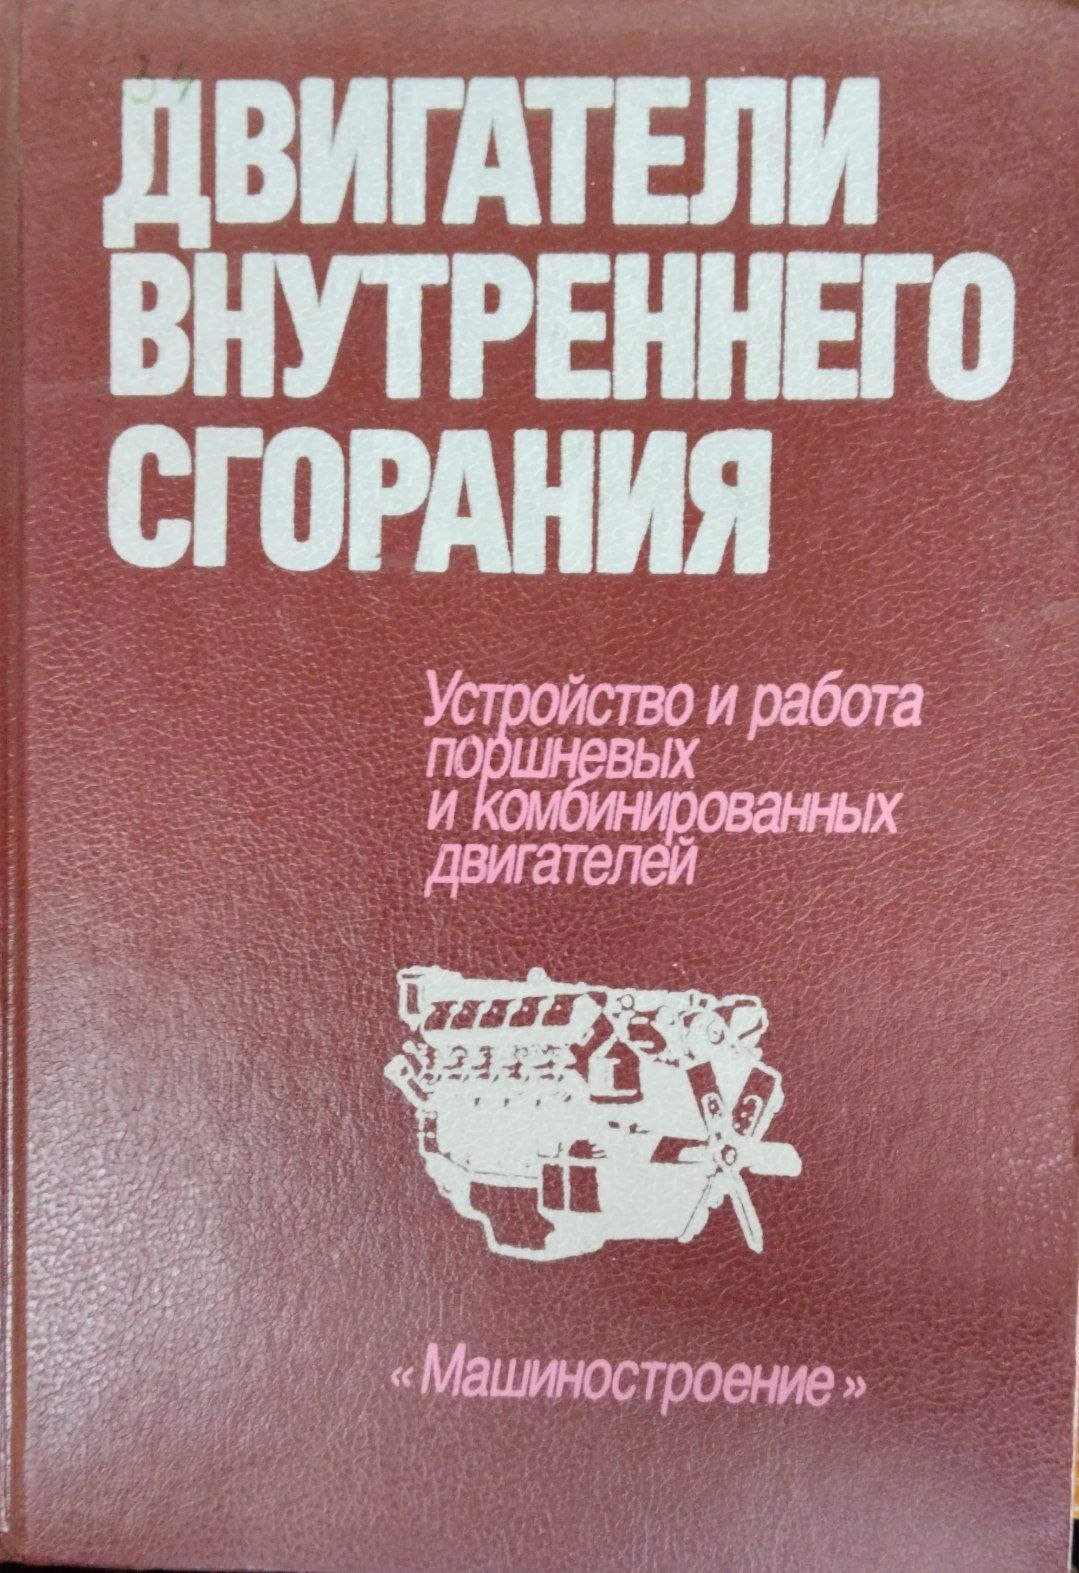 ДВИГАТЕЛИ
ВНУТРЕННЕГО
СГОРАНИЯ
Устройство и работа
поршневых
и комбинированных
двигателей
«Машиностроение»